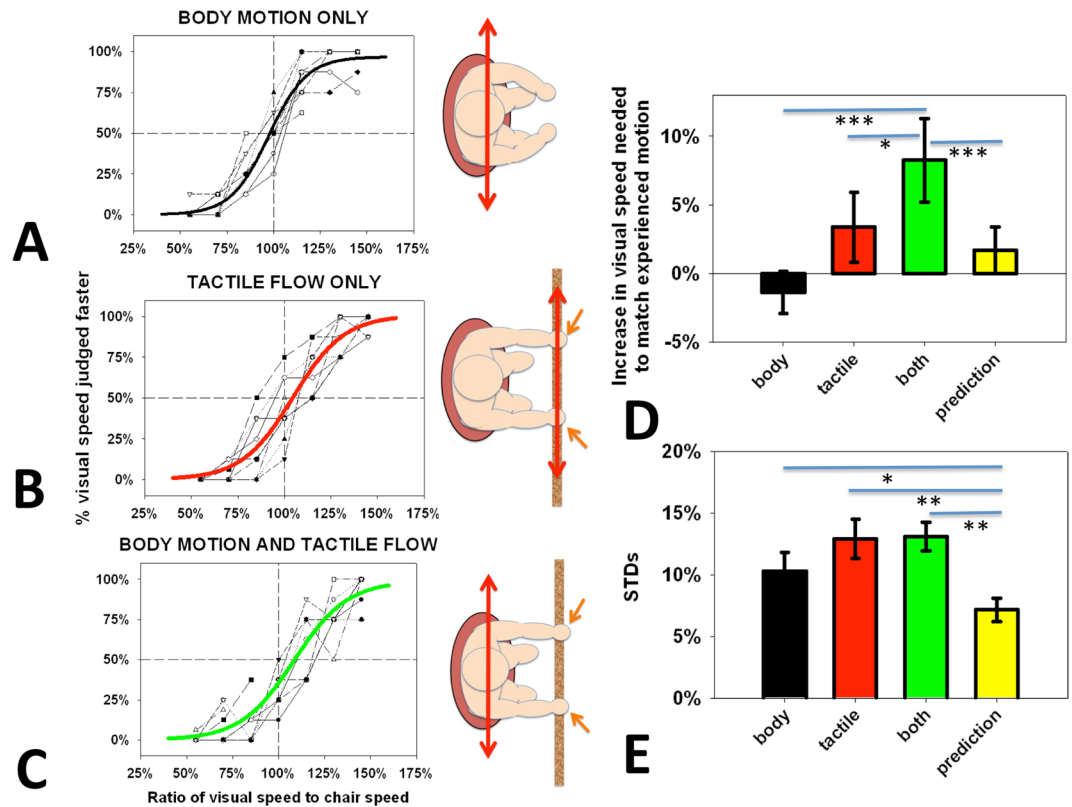 BODY MOTION ONLY
100%
75%
50%
25%
0%
25% 50% 75% 100% 125% 150% 175%
A
TACTILE FLOW ONLY
100%
75%
50%
25%
0%
25% 50% 75% 100% 125% 150% 175%
B
% visual speed judged faster
BODY MOTION AND TACTILE FLOW
100%
75%
50%
25%
0%
25% 50% 75% 100% 125% 150% 175%
Ratio of visual speed to chair speed
C
Increase in visual speed needed
to match experienced motion
10%
5%
0%
-5%
***
*
***
body
tactile
both
prediction
D
STDs
20%
15%
10%
5%
0%
*
**
**
body
tactile
both
prediction
E